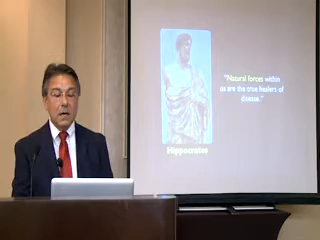 "Natural forces within
us are the true healers of
disease."
Hippocrates